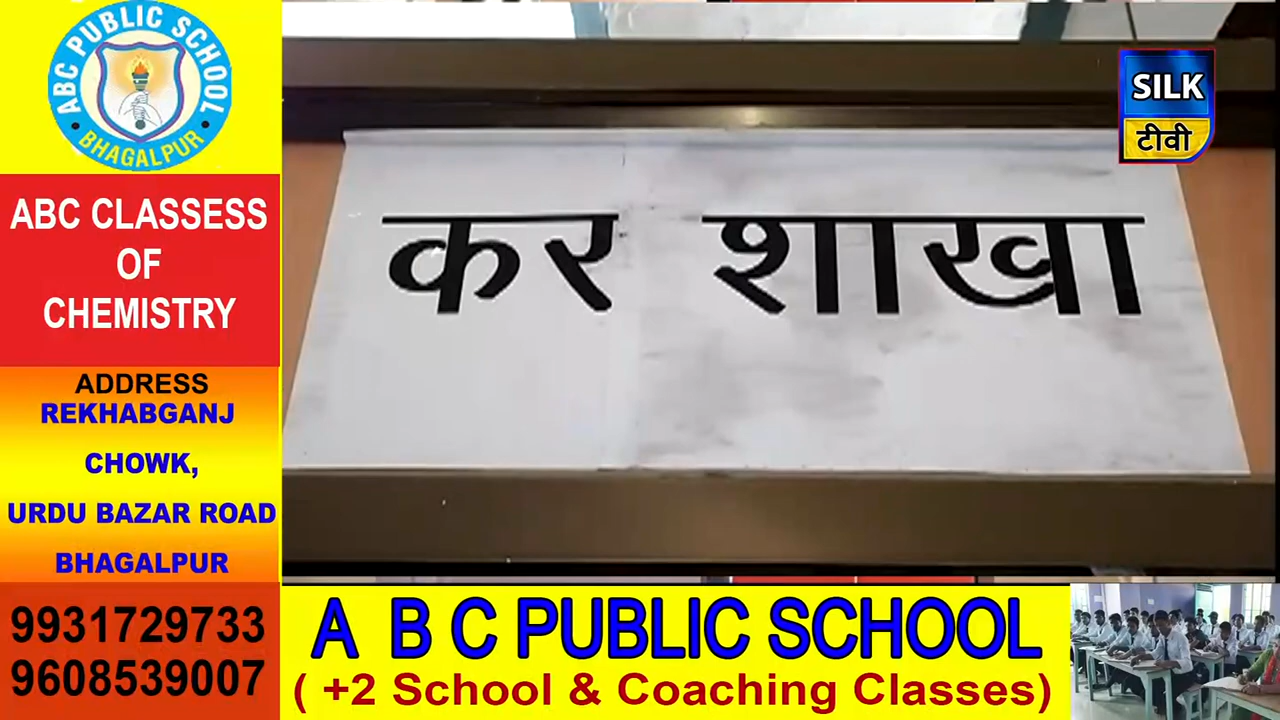 ABC PUBLIC SCHOOL
BHAGALPUR
ABC CLASSESS
OF
CHEMISTRY
ADDRESS
REKHABGANJ
CHOWK,
URDU BAZAR ROAD
BHAGALPUR
9931729733
9608539007
कर शाखा
SILK
टीवी
A B C PUBLIC SCHOOL
( +2 School & Coaching Classes)